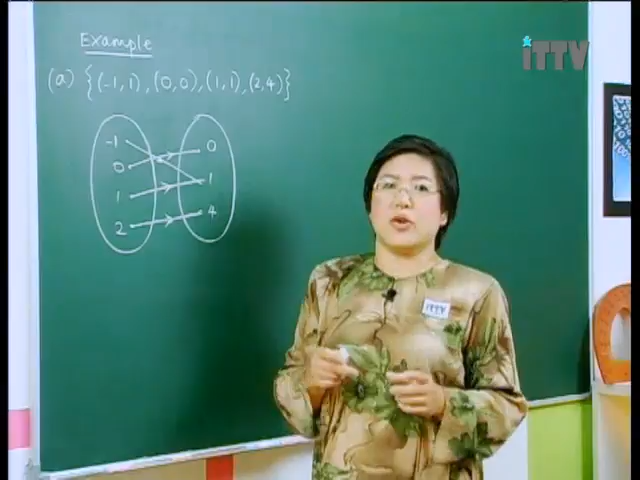 iTTV
Example
(a) {(-1,1),(0,0),(1,1),(2,4)}
-1 0
0 1
1 4
2
iTTV